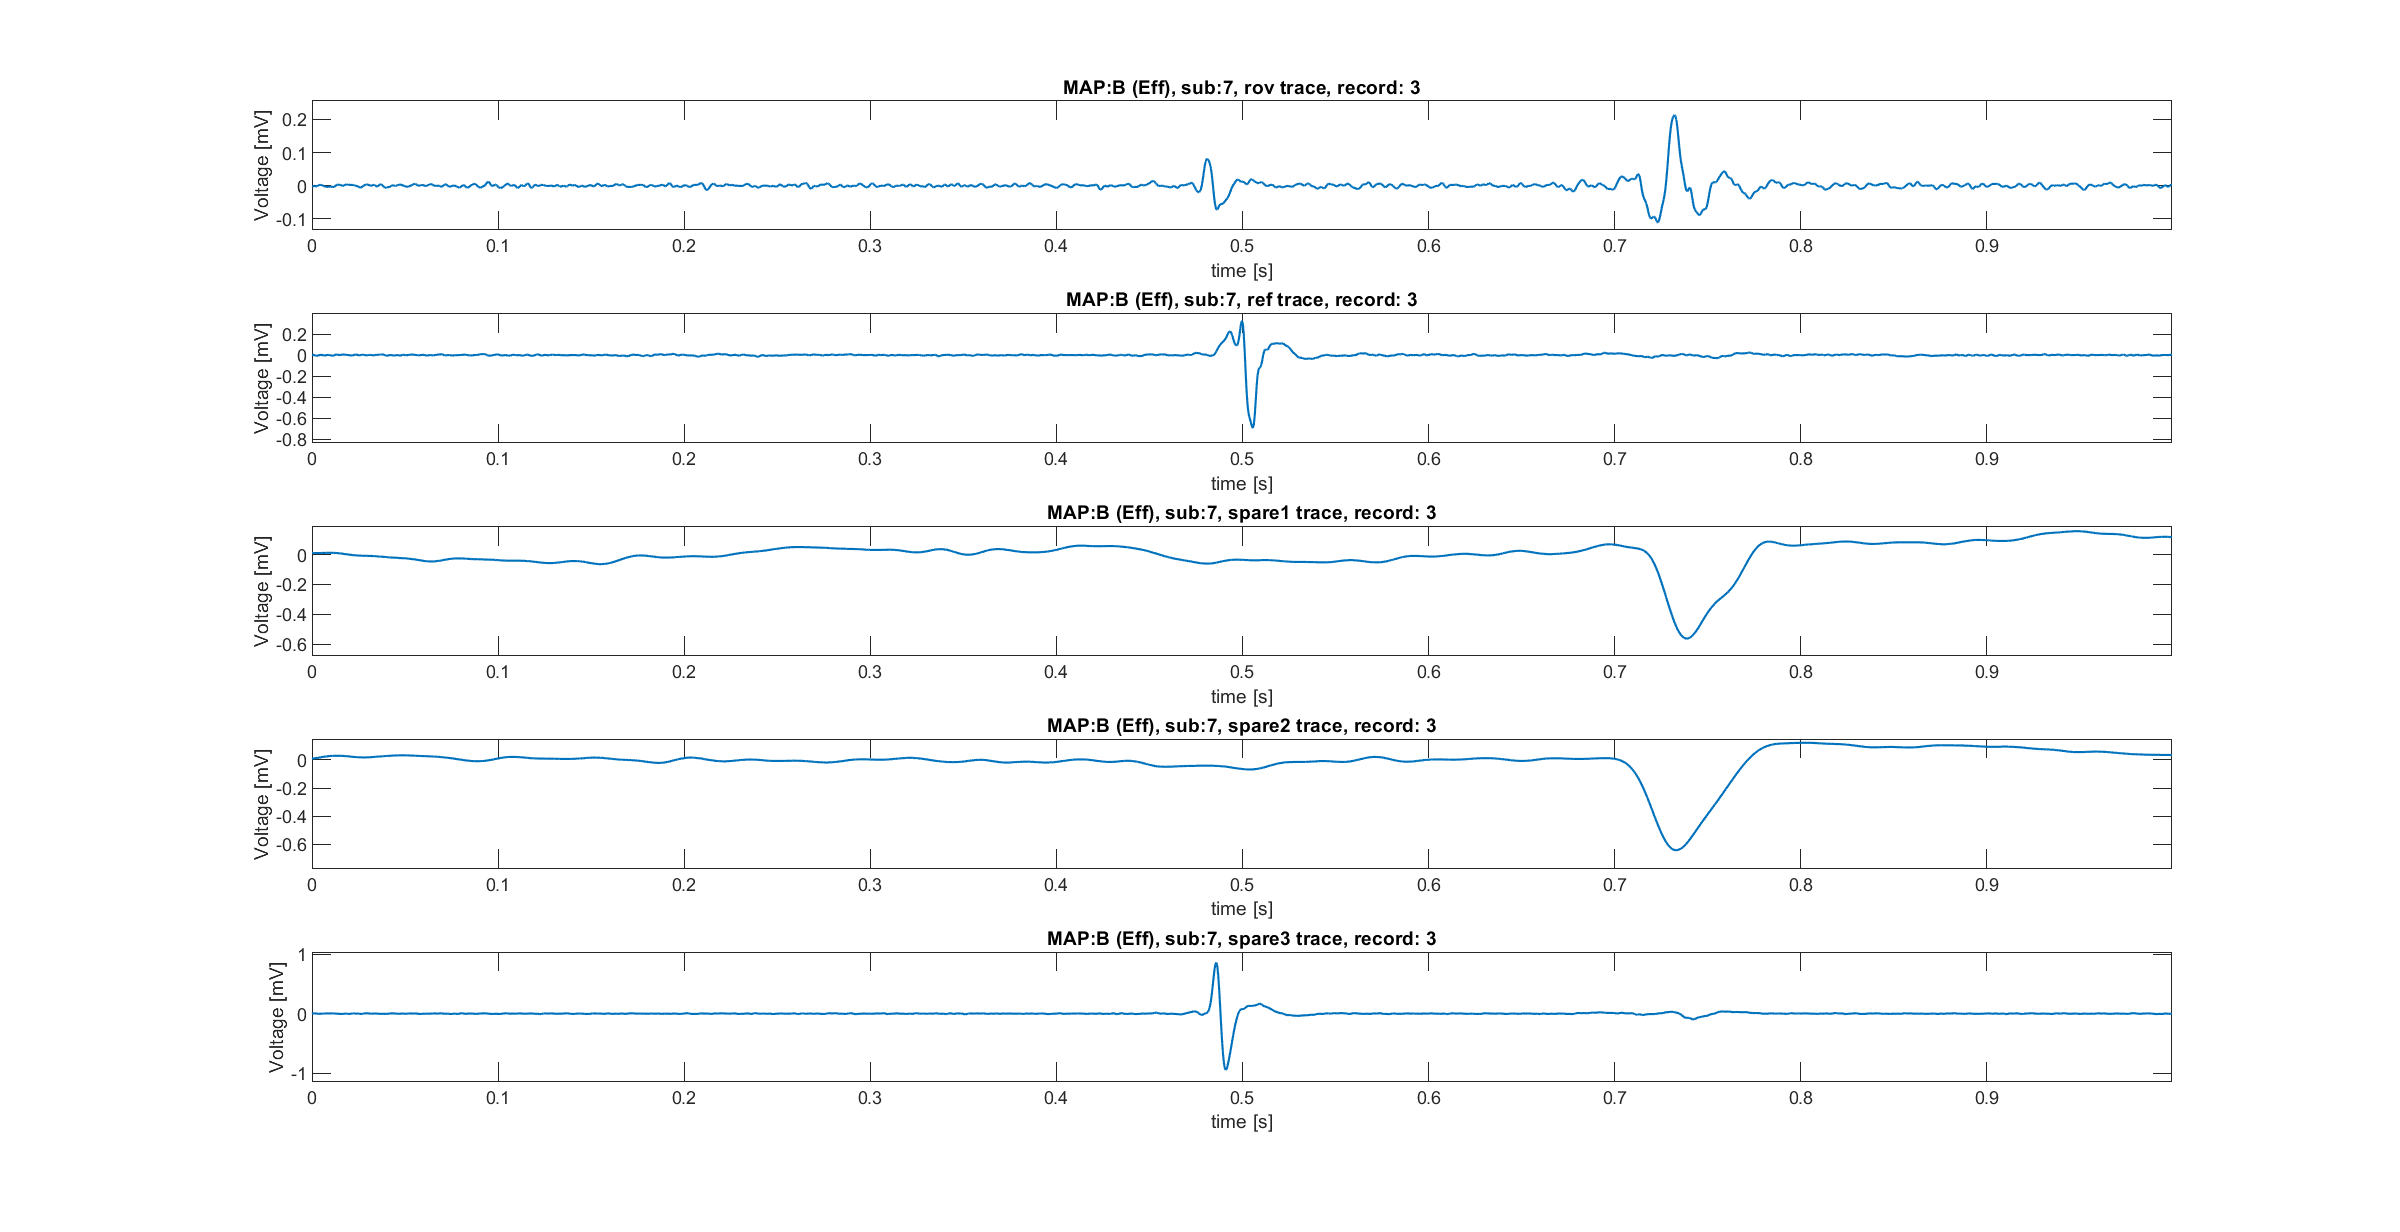 MAP:B (Eff), sub:7, rov trace, record: 3
Voltage [mV]
0.2
0.1
0
-0.1
0 0.1 0.2 0.3 0.4 0.5 0.6 0.7 0.8 0.9
time [s]
MAP:B (Eff), sub:7, ref trace, record: 3
Voltage [mV]
0.2
0
-0.2
-0.4
-0.6
-0.8
0 0.1 0.2 0.3 0.4 0.5 0.6 0.7 0.8 0.9
time [s]
MAP:B (Eff), sub:7, spare1 trace, record: 3
Voltage [mV]
0
-0.2
-0.4
-0.6
0 0.1 0.2 0.3 0.4 0.5 0.6 0.7 0.8 0.9
time [s]
MAP:B (Eff), sub:7, spare2 trace, record: 3
Voltage [mV]
0
-0.2
-0.4
-0.6
0 0.1 0.2 0.3 0.4 0.5 0.6 0.7 0.8 0.9
time [s]
MAP:B (Eff), sub:7, spare3 trace, record: 3
Voltage [mV]
1
0
-1
0 0.1 0.2 0.3 0.4 0.5 0.6 0.7 0.8 0.9
time [s]